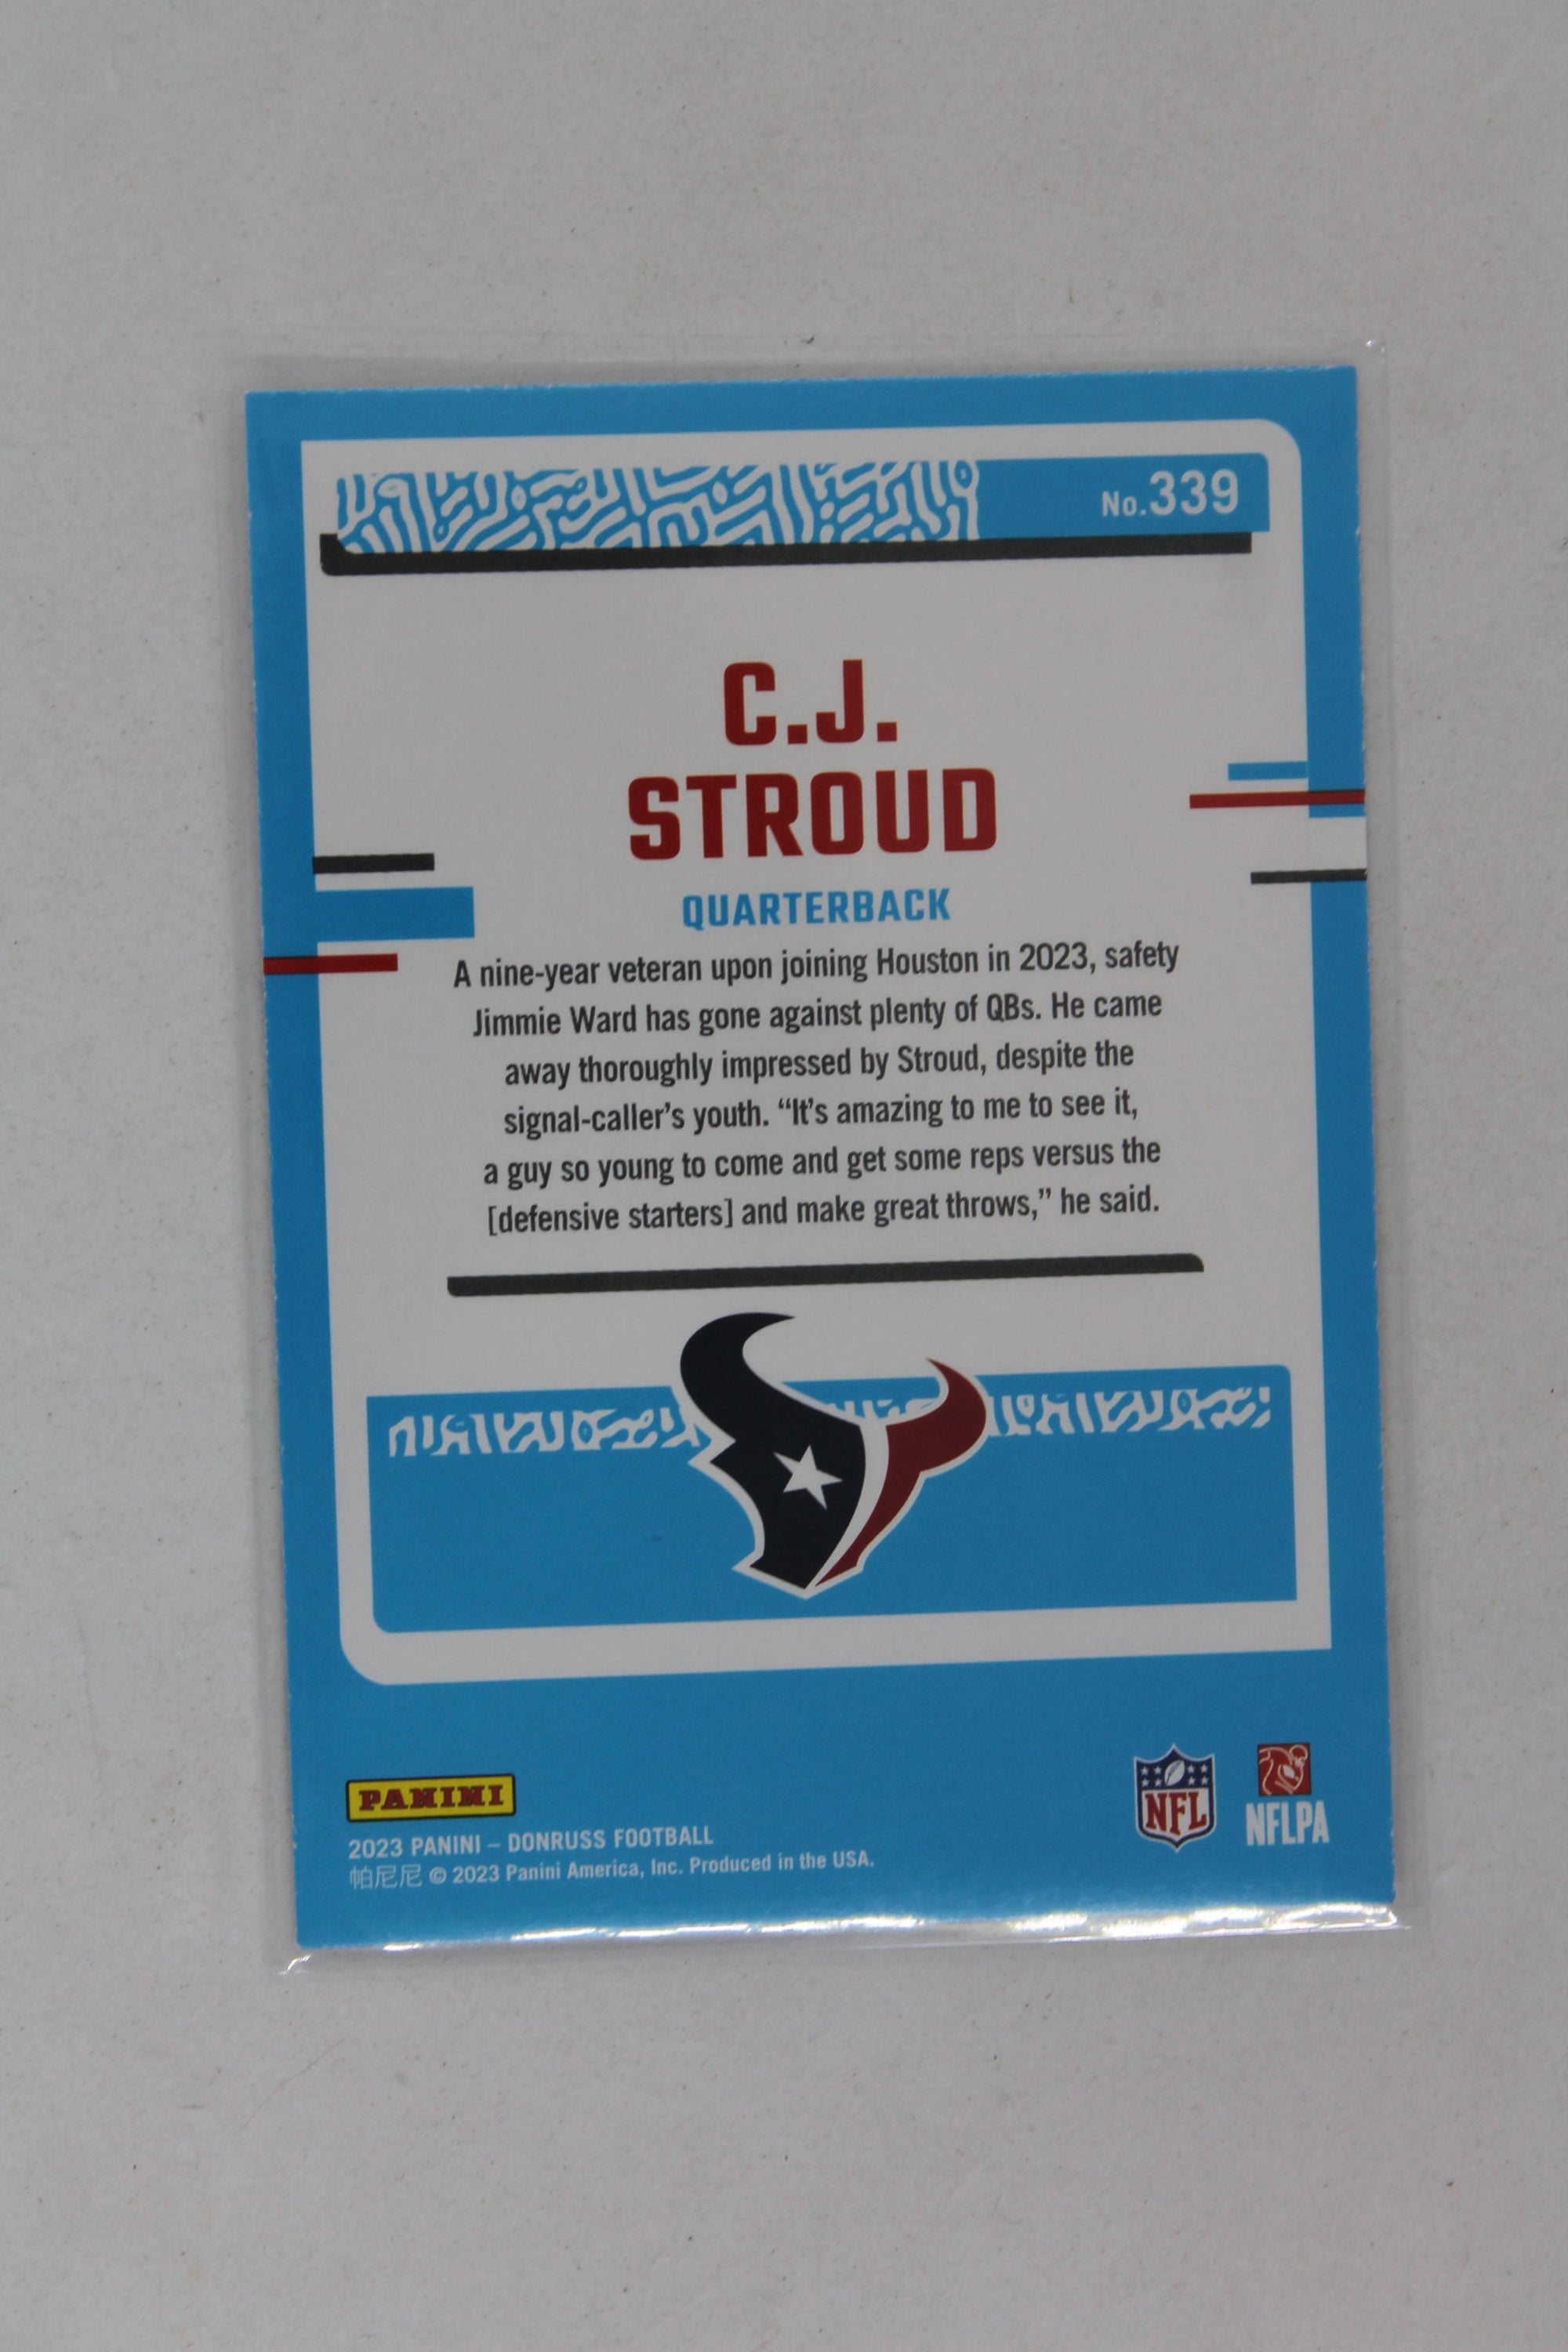 No.339
C.J.
STROUD
QUARTERBACK
A nine-year veteran upon joining Houston in 2023, safety
Jimmie Ward has gone against plenty of QBs. He came
away thoroughly impressed by Stroud, despite the
signal-caller’s youth. “It’s amazing to me to see it,
a guy so young to come and get some reps versus the
[defensive starters] and make great throws,” he said.
PANINI
2023 PANINI – DONRUSS FOOTBALL
帕尼尼 © 2023 Panini America, Inc. Produced in the USA.
NFL
NFLPA